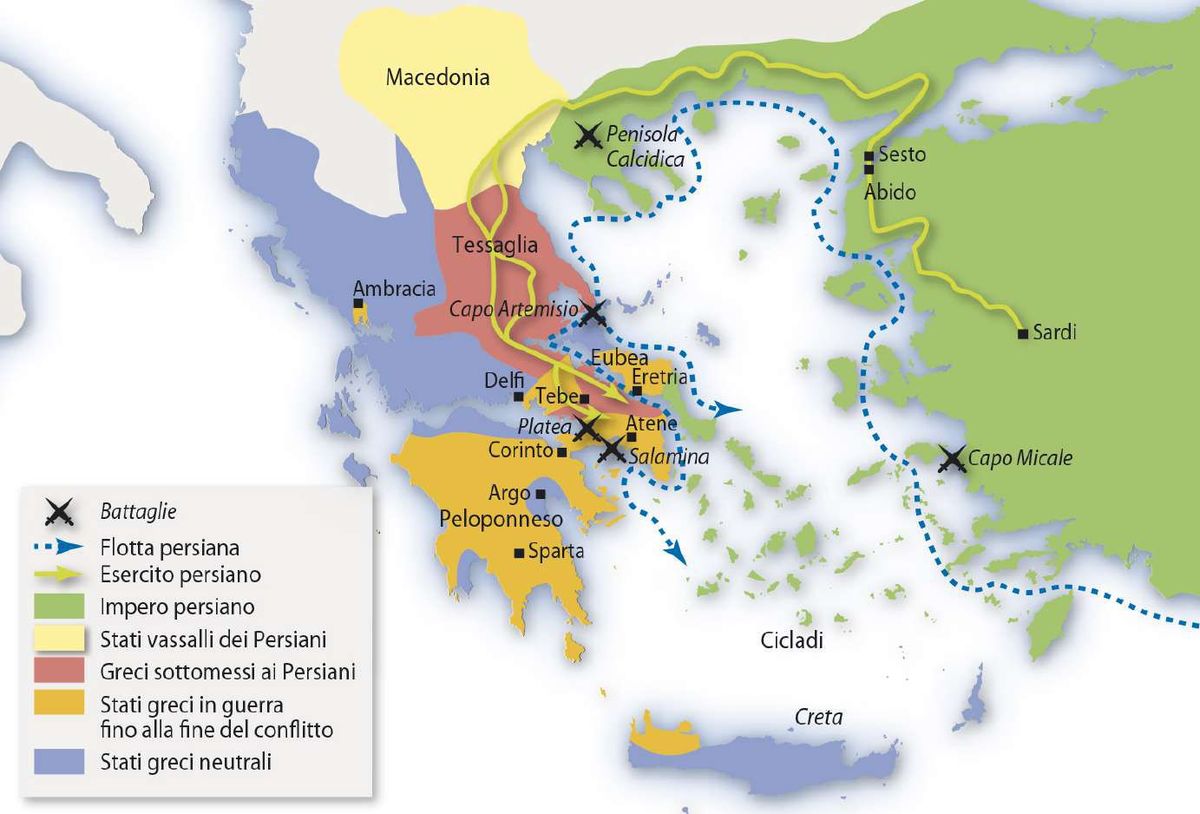 Macedonia
Penisola
Calcidica
Sesto
Abido
Tessaglia
Ambracia
Capo Artemisio
Sardi
Eubea
Eretria
Delfi
Tebe
Platea
Atene
Corinto
Salamina
Capo Micale
Argo
Peloponneso
Sparta
Cicladi
Creta
Battaglie
Flotta persiana
Esercito persiano
Impero persiano
Stati vassalli dei Persiani
Greci sottomessi ai Persiani
Stati greci in guerra
fino alla fine del conflitto
Stati greci neutrali